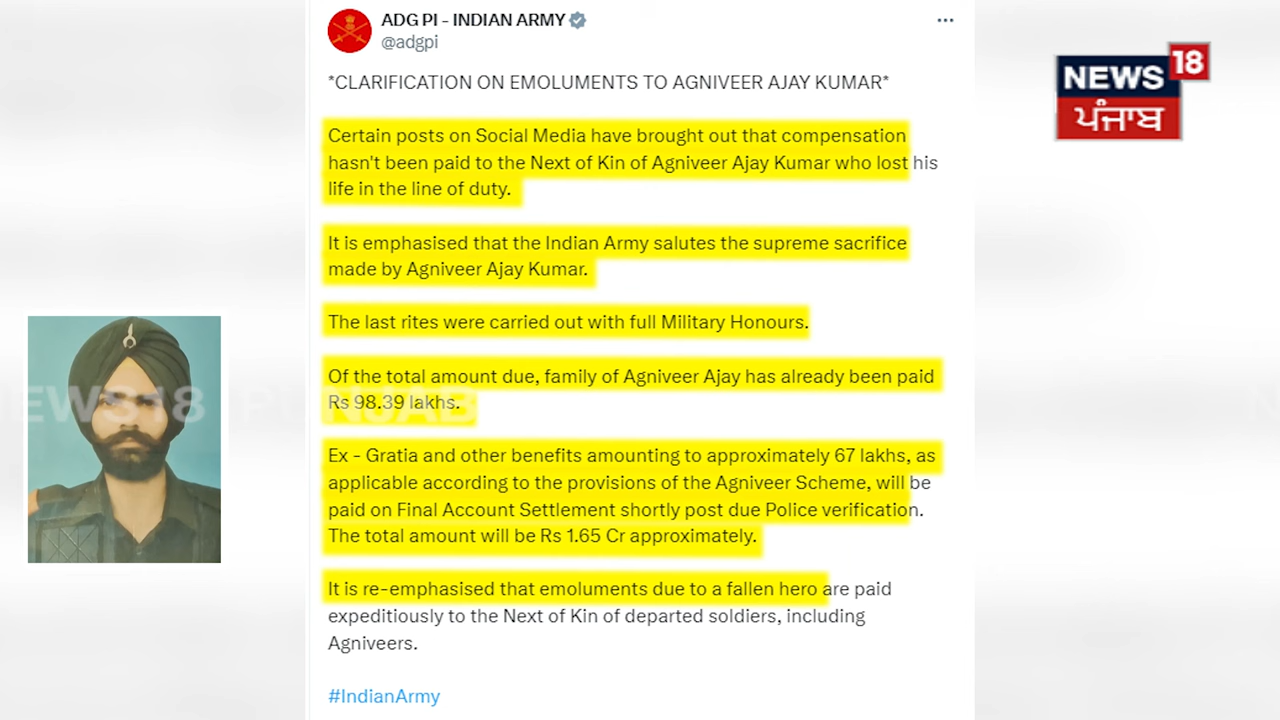 ADG PI - INDIAN ARMY
@adgpi
*CLARIFICATION ON EMOLUMENTS TO AGNIVEER AJAY KUMAR*
Certain posts on Social Media have brought out that compensation
hasn't been paid to the Next of Kin of Agniveer Ajay Kumar who lost his
life in the line of duty.
It is emphasised that the Indian Army salutes the supreme sacrifice
made by Agniveer Ajay Kumar.
The last rites were carried out with full Military Honours.
Of the total amount due, family of Agniveer Ajay has already been paid
Rs 98.39 lakhs.
Ex - Gratia and other benefits amounting to approximately 67 lakhs, as
applicable according to the provisions of the Agniveer Scheme, will be
paid on Final Account Settlement shortly post due Police verification.
The total amount will be Rs 1.65 Cr approximately.
It is re-emphasised that emoluments due to a fallen hero are paid
expeditiously to the Next of Kin of departed soldiers, including
Agniveers.
#IndianArmy
NEWS 18
ਪੰਜਾਬ
NEWS18 PUNJAB